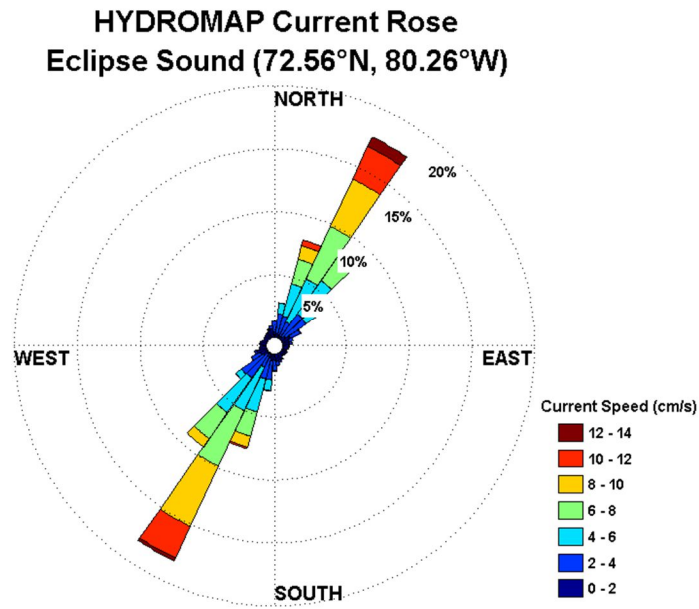 HYDROMAP Current Rose
Eclipse Sound (72.56°N, 80.26°W)
NORTH
20%
15%
10%
5%
WEST
EAST
SOUTH
Current Speed (cm/s)
12 - 14
10 - 12
8 - 10
6 - 8
4 - 6
2 - 4
0 - 2